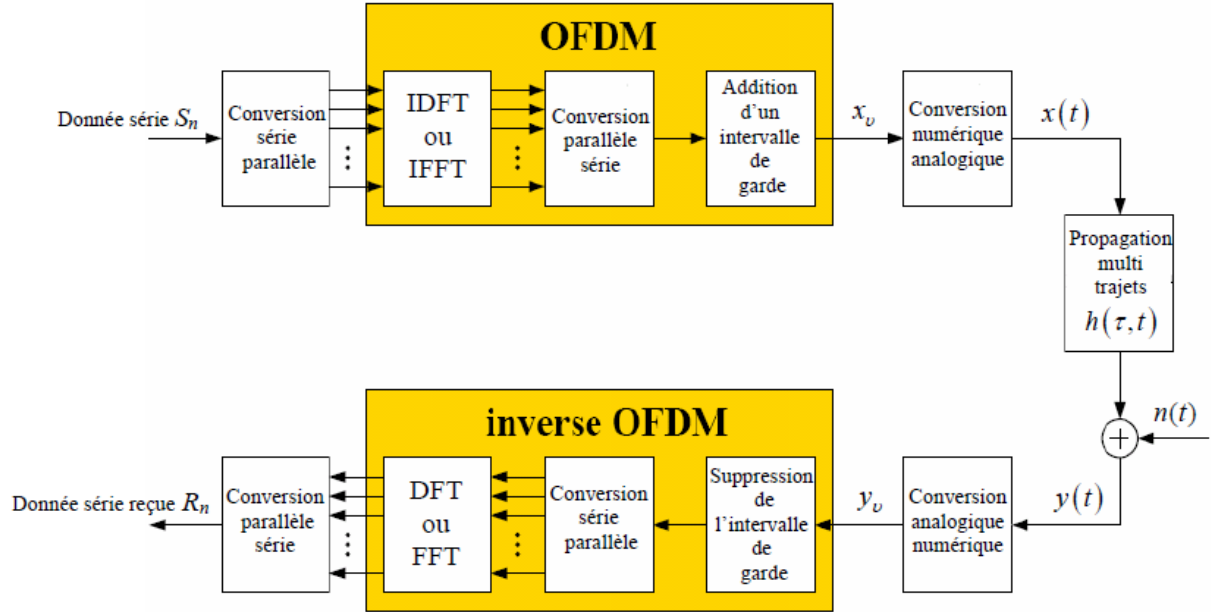 OFDM
Donnée série Sn
Conversion
série
parallèle
IDFT
ou
IFFT
Conversion
parallèle
série
Addition
d'un
intervalle
de
garde
xυ
Conversion
numérique
analogique
x(t)
Propagation
multi
trajets
h(τ,t)
n(t)
+
y(t)
inverse OFDM
Donnée série reçue Rn
Conversion
parallèle
série
DFT
ou
FFT
Conversion
série
parallèle
Suppression
de
l'intervalle
de
garde
yυ
Conversion
analogique
numérique